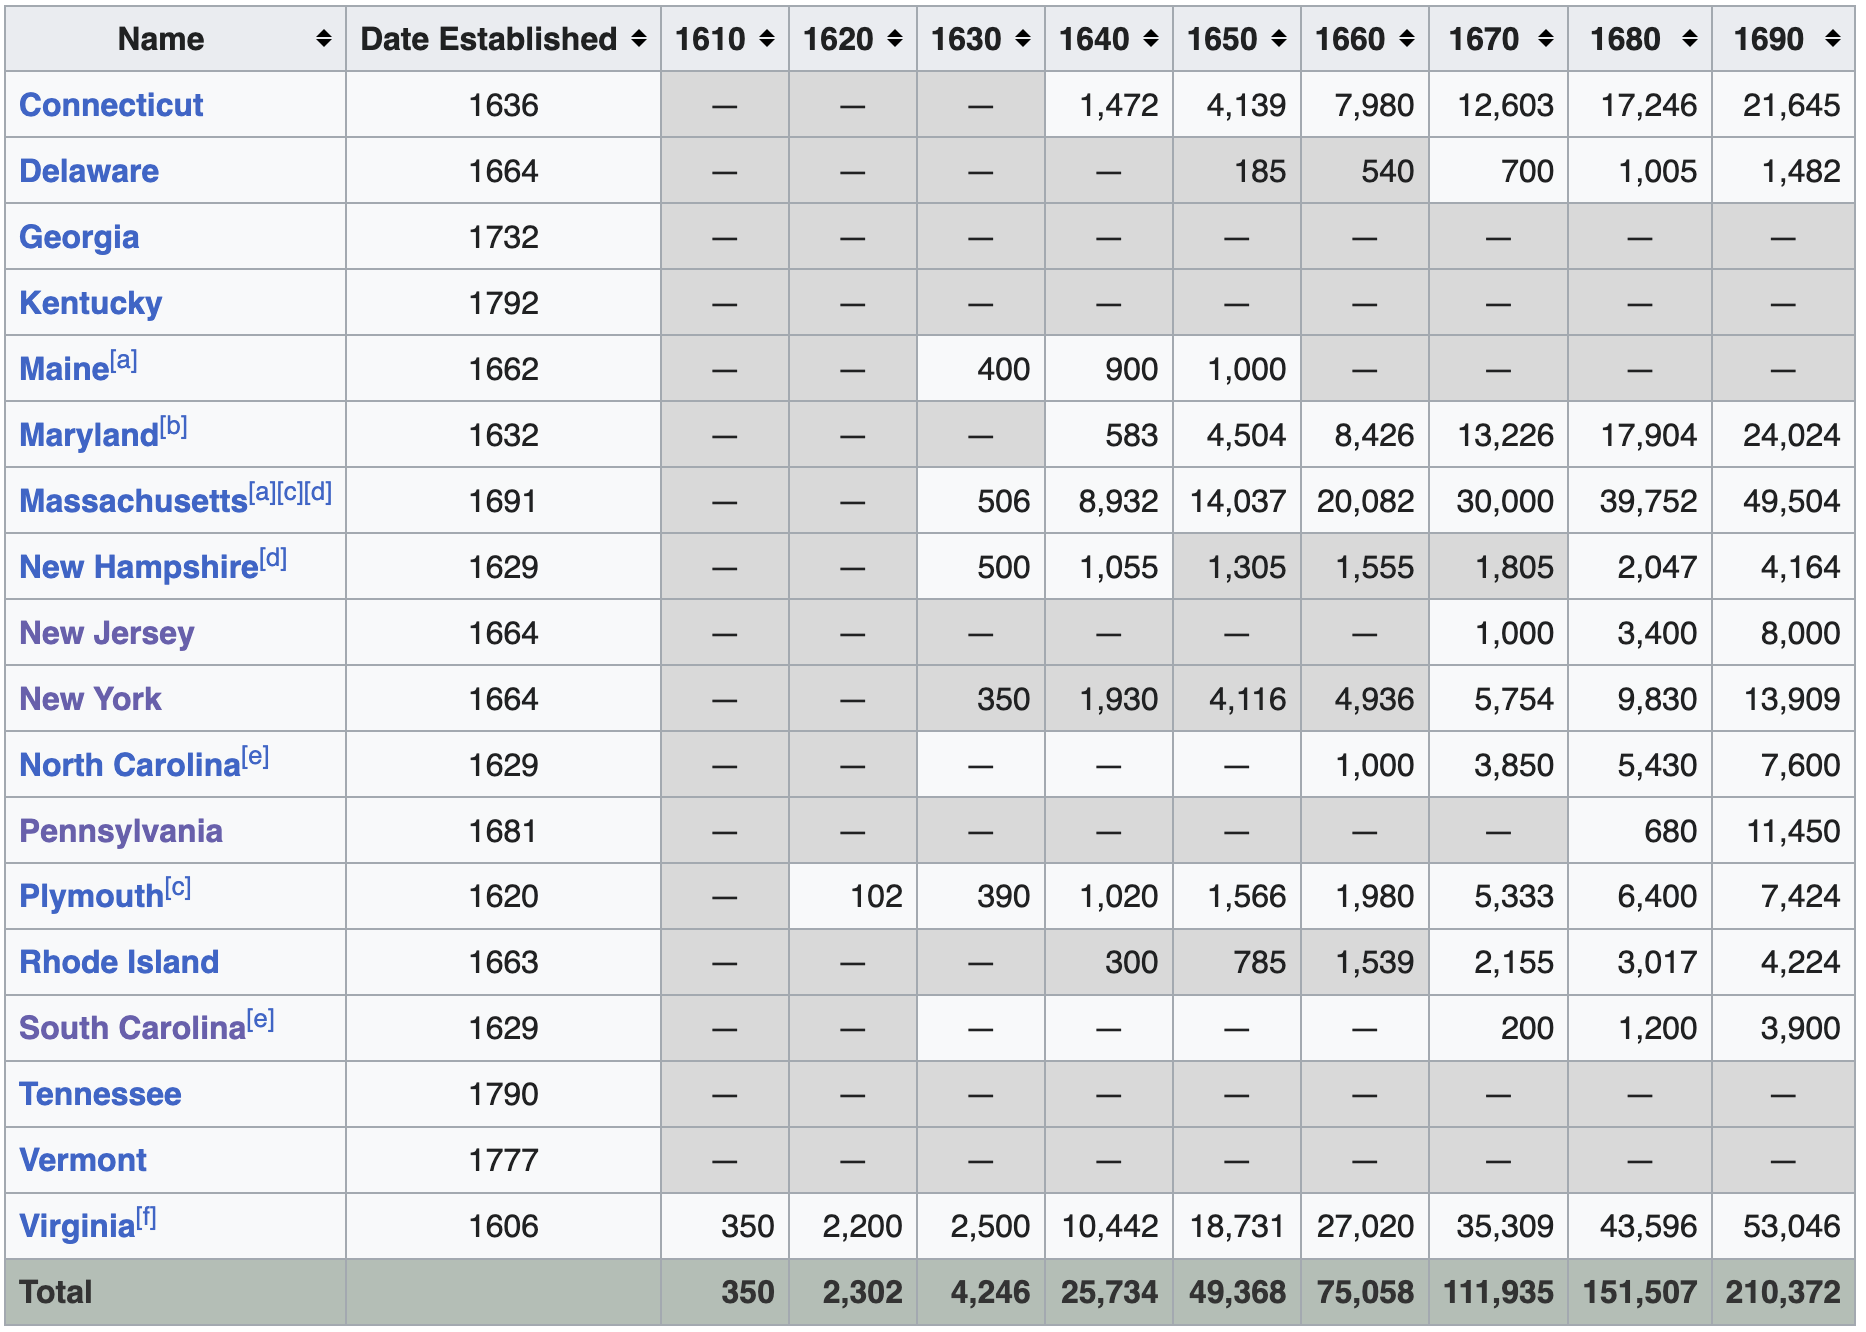 Name Date Established 1610 1620 1630 1640 1650 1660 1670 1680 1690
Connecticut 1636 — — — 1,472 4,139 7,980 12,603 17,246 21,645
Delaware 1664 — — — — 185 540 700 1,005 1,482
Georgia 1732 — — — — — — — — —
Kentucky 1792 — — — — — — — — —
Maine[a] 1662 — — 400 900 1,000 — — — —
Maryland[b] 1632 — — — 583 4,504 8,426 13,226 17,904 24,024
Massachusetts[a][c][d] 1691 — — 506 8,932 14,037 20,082 30,000 39,752 49,504
New Hampshire[d] 1629 — — 500 1,055 1,305 1,555 1,805 2,047 4,164
New Jersey 1664 — — — — — — 1,000 3,400 8,000
New York 1664 — — 350 1,930 4,116 4,936 5,754 9,830 13,909
North Carolina[e] 1629 — — — — — 1,000 3,850 5,430 7,600
Pennsylvania 1681 — — — — — — — 680 11,450
Plymouth[c] 1620 — 102 390 1,020 1,566 1,980 5,333 6,400 7,424
Rhode Island 1663 — — — 300 785 1,539 2,155 3,017 4,224
South Carolina[e] 1629 — — — — — — 200 1,200 3,900
Tennessee 1790 — — — — — — — — —
Vermont 1777 — — — — — — — — —
Virginia[f] 1606 350 2,200 2,500 10,442 18,731 27,020 35,309 43,596 53,046
Total 350 2,302 4,246 25,734 49,368 75,058 111,935 151,507 210,372